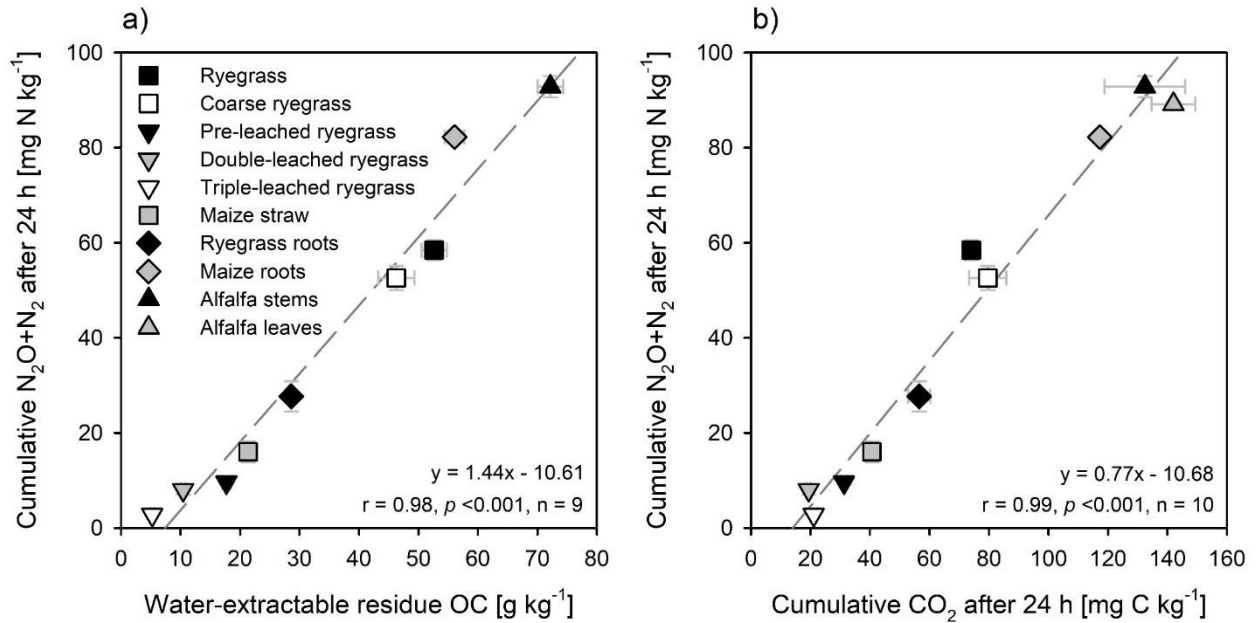 a)
Cumulative N₂O+N₂ after 24 h [mg N kg⁻¹]
100
80
60
40
20
0
Ryegrass
Coarse ryegrass
Pre-leached ryegrass
Double-leached ryegrass
Triple-leached ryegrass
Maize straw
Ryegrass roots
Maize roots
Alfalfa stems
Alfalfa leaves
y = 1.44x - 10.61
r = 0.98, p <0.001, n = 9
0 10 20 30 40 50 60 70 80
Water-extractable residue OC [g kg⁻¹]
b)
Cumulative N₂O+N₂ after 24 h [mg N kg⁻¹]
100
80
60
40
20
0
y = 0.77x - 10.68
r = 0.99, p <0.001, n = 10
0 20 40 60 80 100 120 140 160
Cumulative CO₂ after 24 h [mg C kg⁻¹]